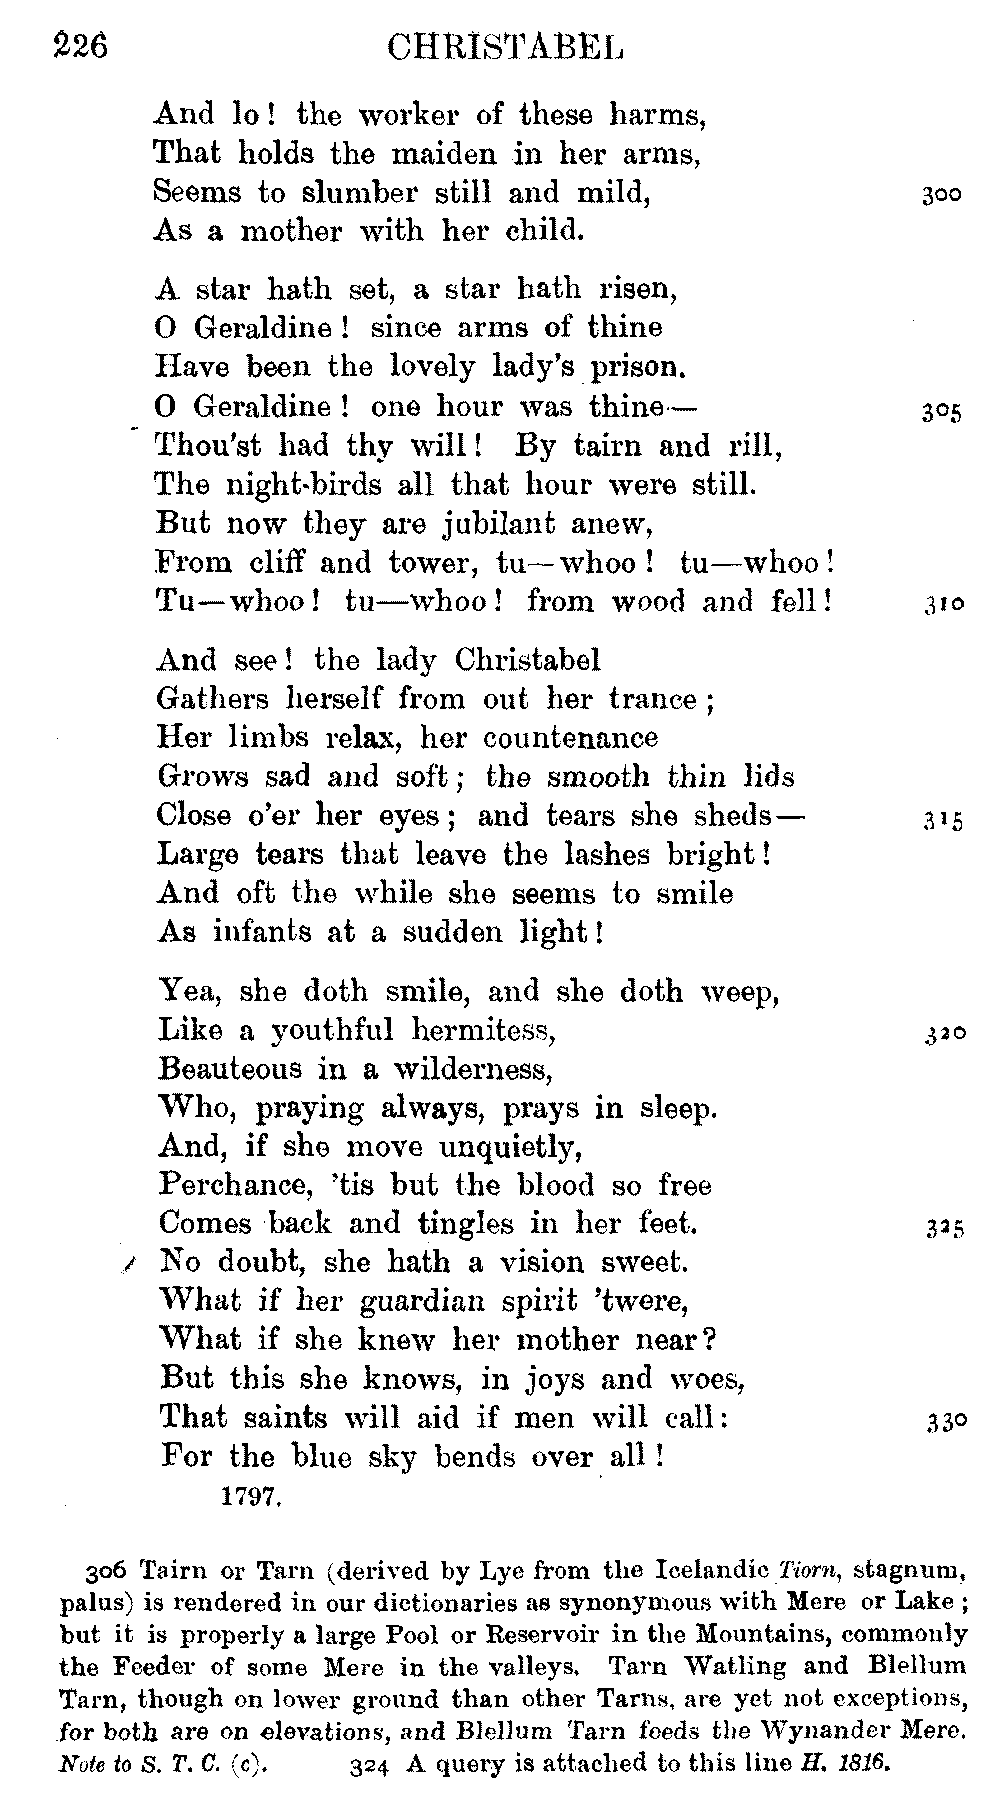 226 CHRISTABEL
And lo! the worker of these harms,
That holds the maiden in her arms,
Seems to slumber still and mild, 300
As a mother with her child.
A star hath set, a star hath risen,
O Geraldine! since arms of thine
Have been the lovely lady's prison.
O Geraldine! one hour was thine— 305
Thou'st had thy will! By tairn and rill,
The night-birds all that hour were still.
But now they are jubilant anew,
From cliff and tower, tu—whoo! tu—whoo!
Tu—whoo! tu—whoo! from wood and fell! 310
And see! the lady Christabel
Gathers herself from out her trance;
Her limbs relax, her countenance
Grows sad and soft; the smooth thin lids
Close o'er her eyes; and tears she sheds— 315
Large tears that leave the lashes bright!
And oft the while she seems to smile
As infants at a sudden light!
Yea, she doth smile, and she doth weep,
Like a youthful hermitess, 320
Beauteous in a wilderness,
Who, praying always, prays in sleep.
And, if she move unquietly,
Perchance, 'tis but the blood so free
Comes back and tingles in her feet. 325
No doubt, she hath a vision sweet.
What if her guardian spirit 'twere,
What if she knew her mother near?
But this she knows, in joys and woes,
That saints will aid if men will call: 330
For the blue sky bends over all!
1797.
306 Tairn or Tarn (derived by Lye from the Icelandic Tiorn, stagnum,
palus) is rendered in our dictionaries as synonymous with Mere or Lake;
but it is properly a large Pool or Reservoir in the Mountains, commonly
the Feeder of some Mere in the valleys. Tarn Watling and Blellum
Tarn, though on lower ground than other Tarns, are yet not exceptions,
for both are on elevations, and Blellum Tarn feeds the Wynander Mere.
Note to S. T. C. (c). 324 A query is attached to this line H. 1816.